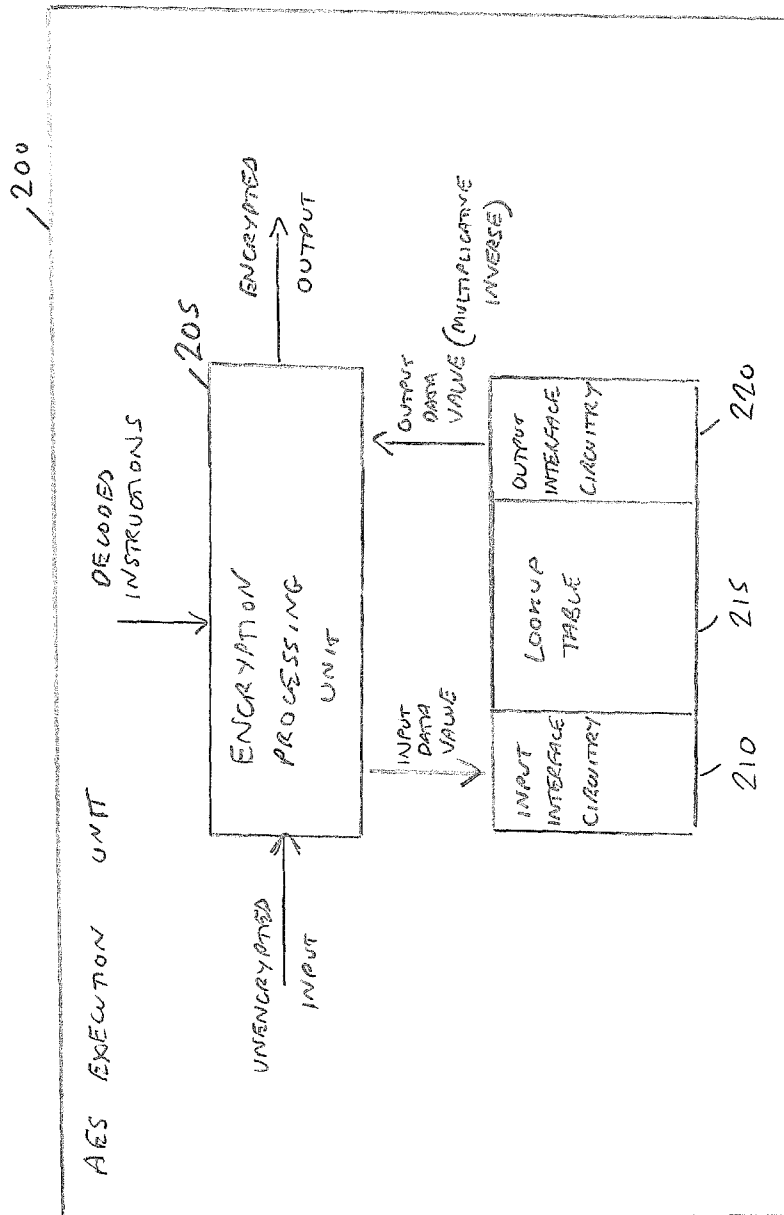 AES EXECUTION UNIT
200
DECODED
INSTRUCTIONS
205
UNENCRYPTED
INPUT
ENCRYPTION
PROCESSING
UNIT
ENCRYPTED
OUTPUT
INPUT
DATA
VALUE
OUTPUT
DATA
VALUE (MULTIPLICATIVE
INVERSE)
INPUT
INTERFACE
CIRCUITRY
LOOKUP
TABLE
OUTPUT
INTERFACE
CIRCUITRY
210
215
220